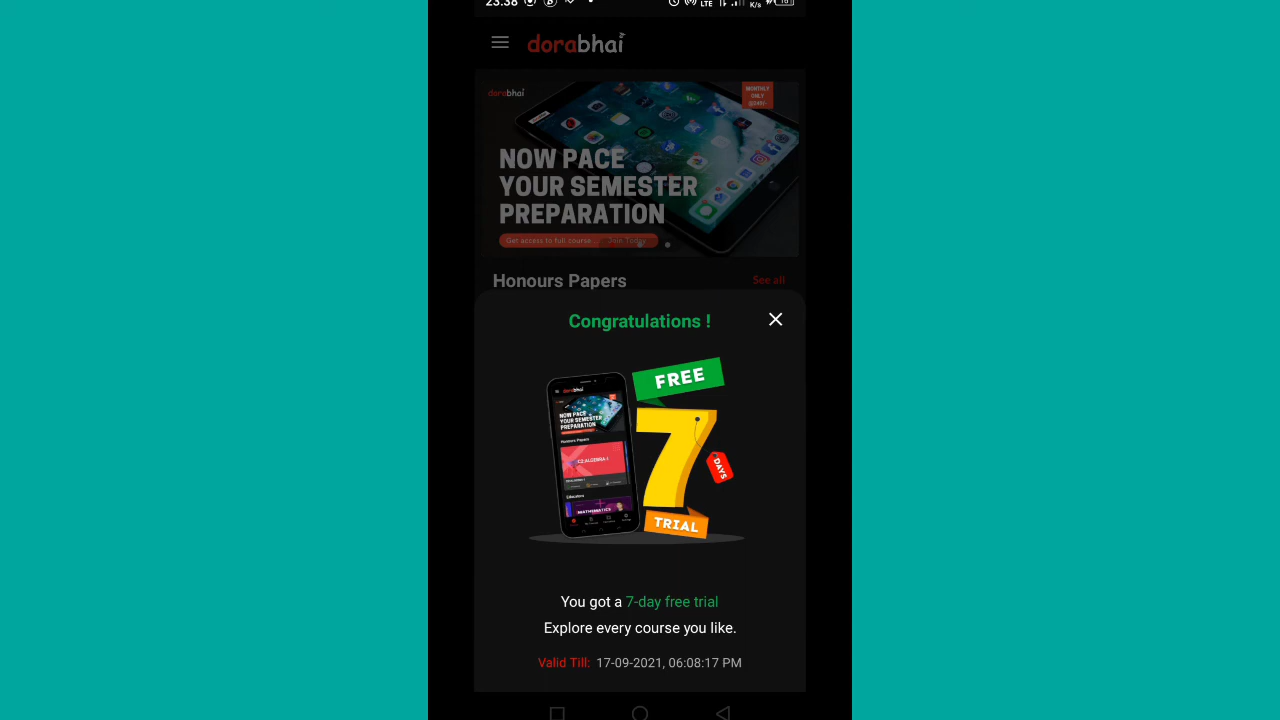 23.38
LTE
K/s
dorabhai
dorabhai
MONTHLY
ONLY
NOW PACE
YOUR SEMESTER
PREPARATION
Get access to full course Join Today
Honours Papers
See all
Congratulations !
FREE
7
DAYS
TRIAL
dorabhai
NOW PACE
YOUR SEMESTER
PREPARATION
Honours Papers
Educators
MATHEMATICS
You got a 7-day free trial
Explore every course you like.
Valid Till: 17-09-2021, 06:08:17 PM